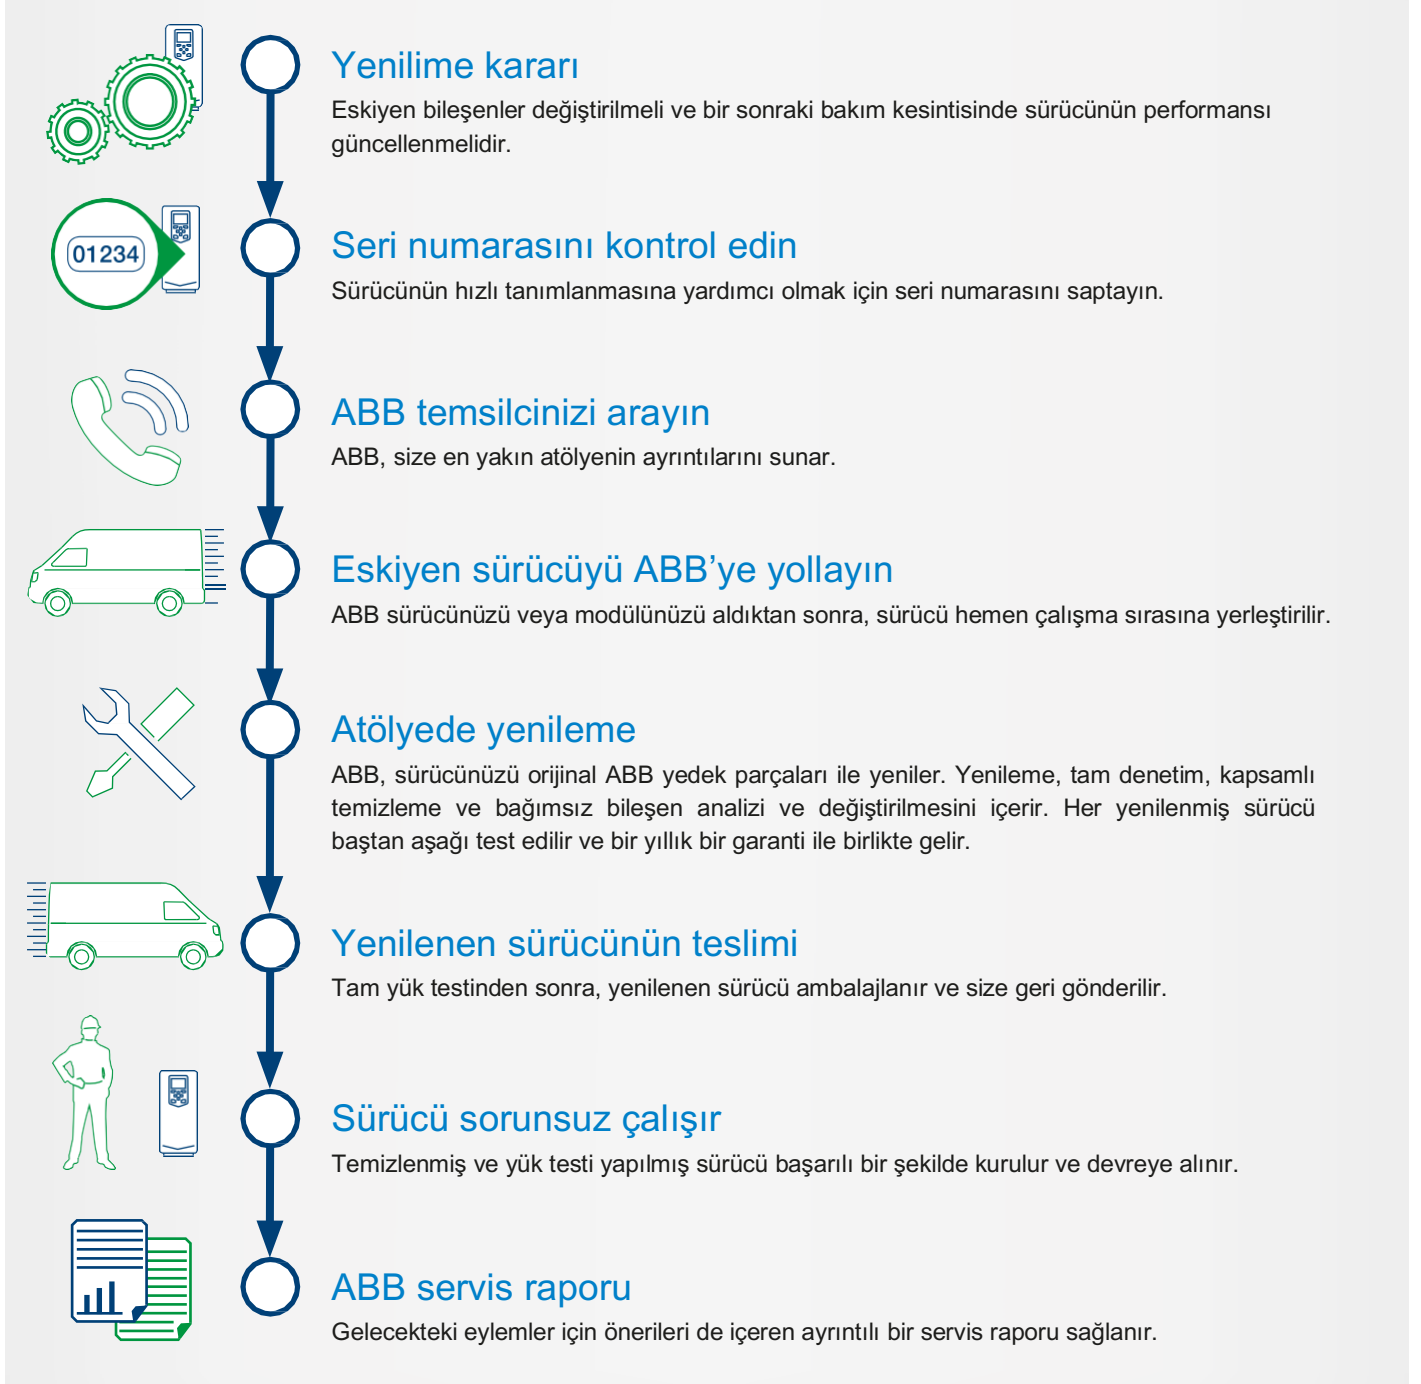 Yenilime kararı
Eskiyen bileşenler değiştirilmeli ve bir sonraki bakım kesintisinde sürücünün performansı
güncellenmelidir.
01234
Seri numarasını kontrol edin
Sürücünün hızlı tanımlanmasına yardımcı olmak için seri numarasını saptayın.
ABB temsilcinizi arayın
ABB, size en yakın atölyenin ayrıntılarını sunar.
Eskiyen sürücüyü ABB’ye yollayın
ABB sürücünüzü veya modülünüzü aldıktan sonra, sürücü hemen çalışma sırasına yerleştirilir.
Atölyede yenileme
ABB, sürücünüzü orijinal ABB yedek parçaları ile yeniler. Yenileme, tam denetim, kapsamlı
temizleme ve bağımsız bileşen analizi ve değiştirilmesini içerir. Her yenilenmiş sürücü
baştan aşağı test edilir ve bir yıllık bir garanti ile birlikte gelir.
Yenilenen sürücünün teslimi
Tam yük testinden sonra, yenilenen sürücü ambalajlanır ve size geri gönderilir.
Sürücü sorunsuz çalışır
Temizlenmiş ve yük testi yapılmış sürücü başarılı bir şekilde kurulur ve devreye alınır.
ABB servis raporu
Gelecekteki eylemler için önerileri de içeren ayrıntılı bir servis raporu sağlanır.